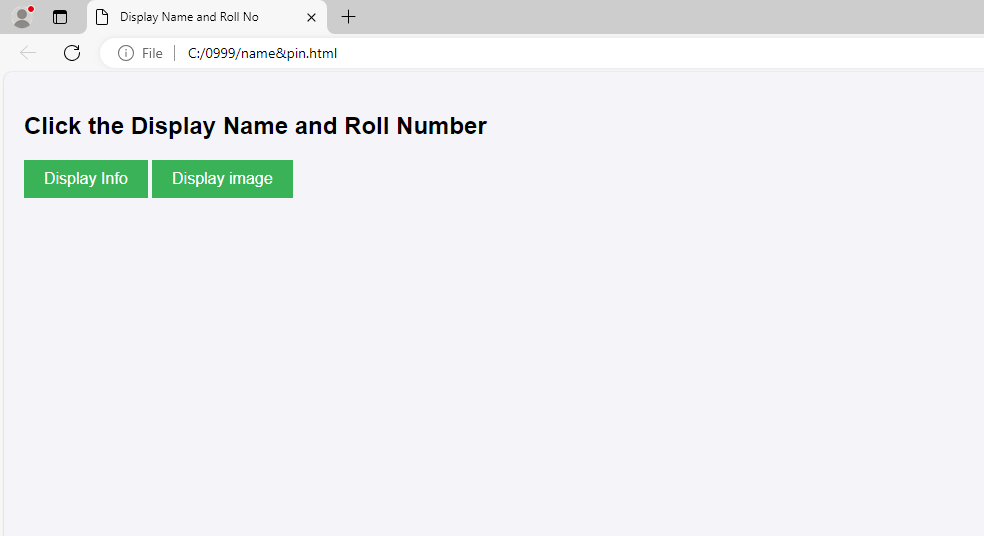 Display Name and Roll No
File
C:/0999/name&pin.html
Click the Display Name and Roll Number
Display Info
Display image